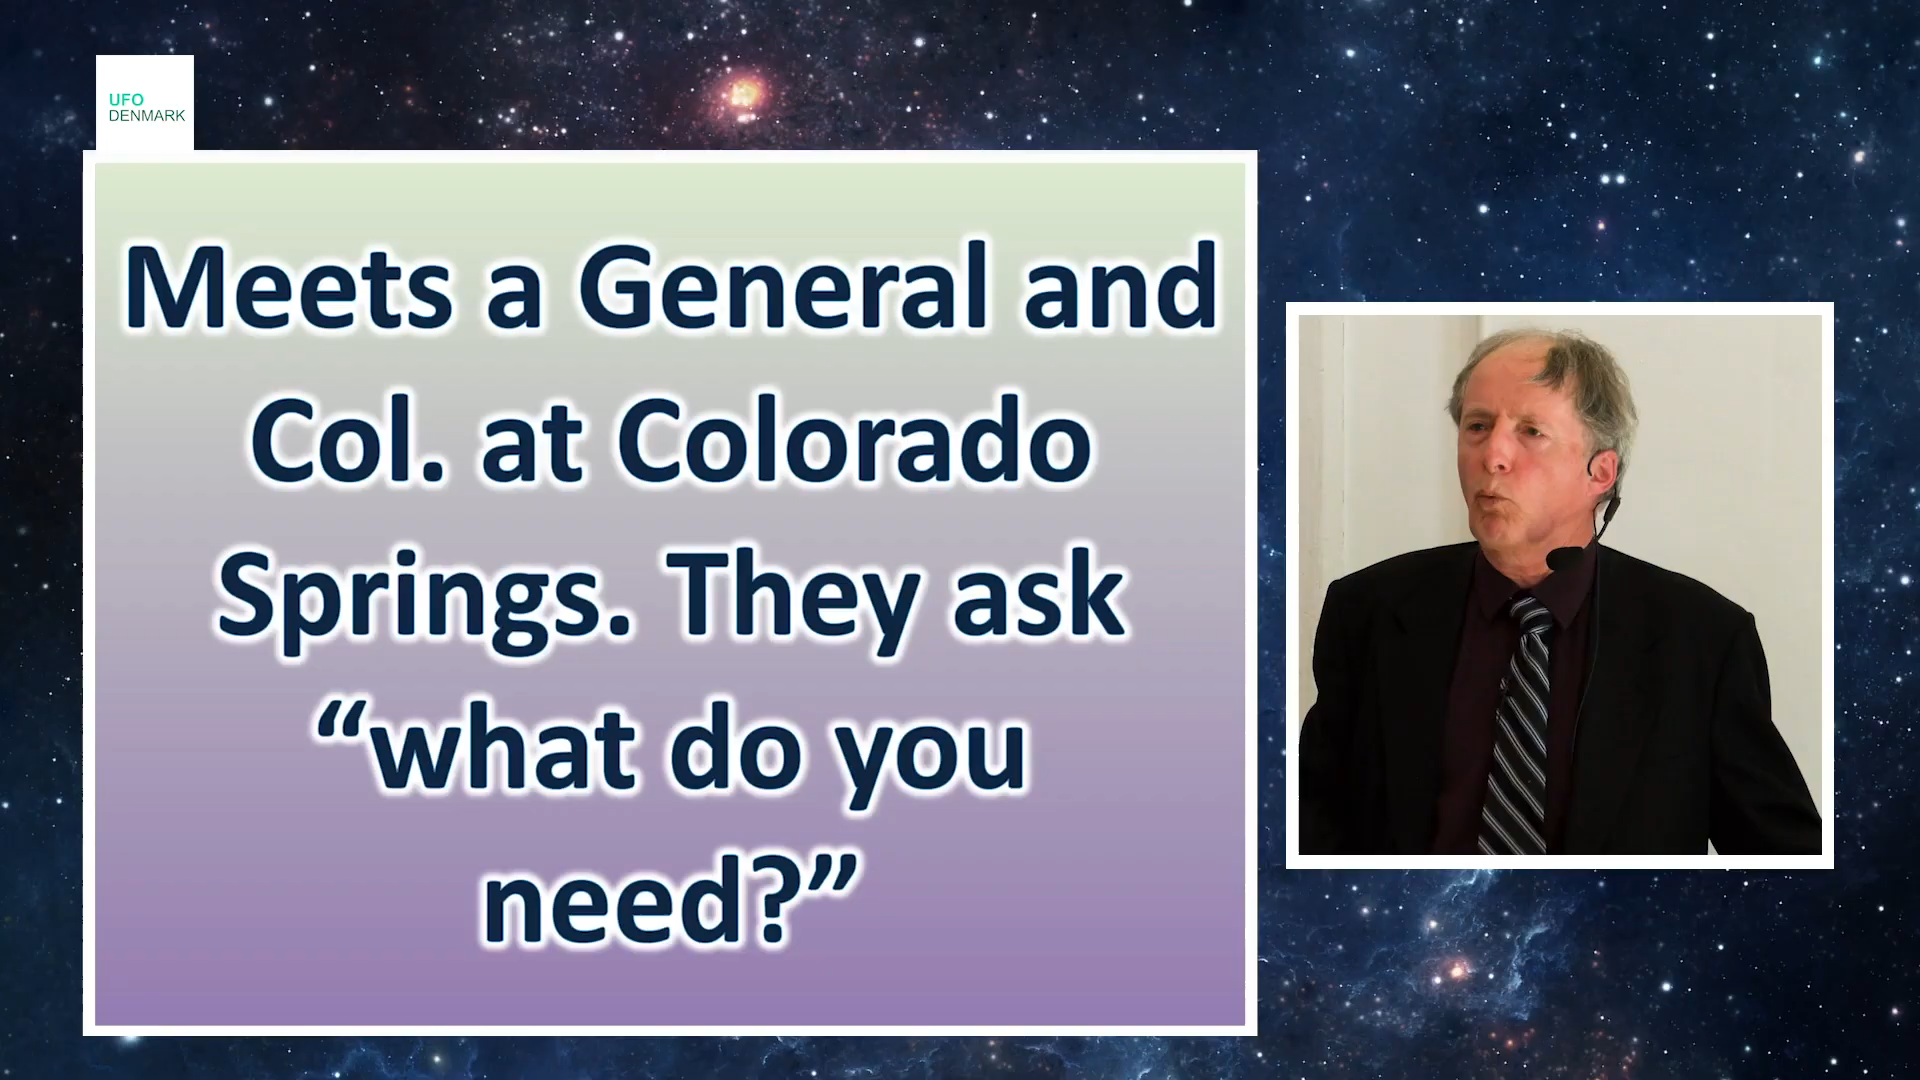 UFO
DENMARK
Meets a General and
Col. at Colorado
Springs. They ask
“what do you
need?”